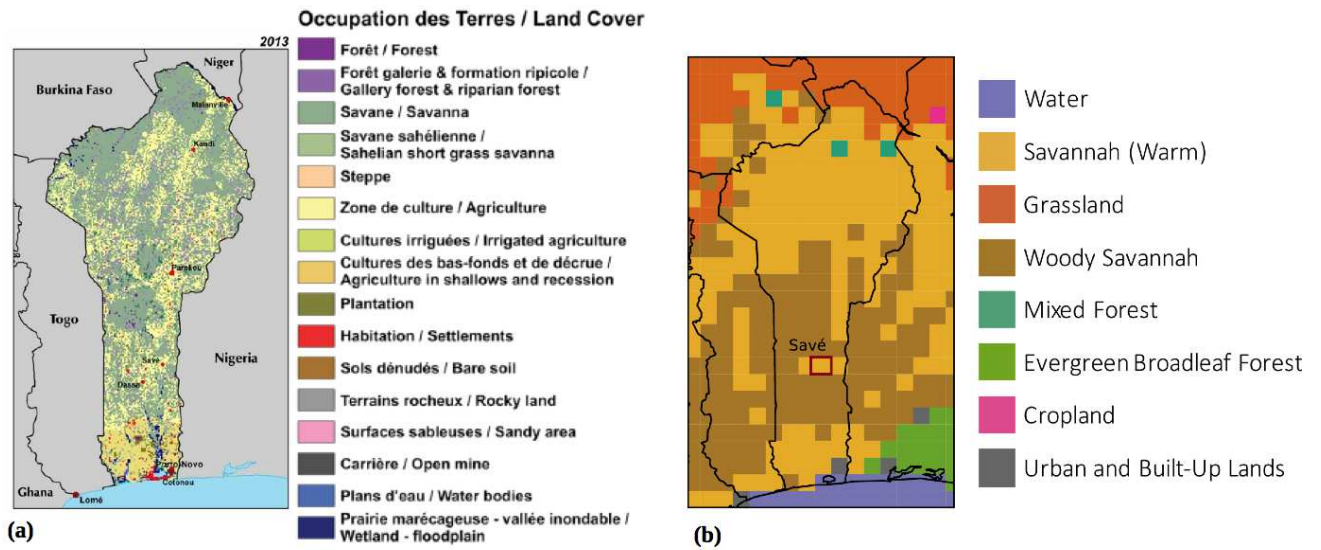 Occupation des Terres / Land Cover
2013
Niger
Burkina Faso
Malanville
Kandi
Parakou
Togo
Nigeria
Savé
Dassa
Porto Novo
Cotonou
Ghana
Lomé
(a)
Forêt / Forest
Forêt galerie & formation ripicole /
Gallery forest & riparian forest
Savane / Savanna
Savane sahélienne /
Sahelian short grass savanna
Steppe
Zone de culture / Agriculture
Cultures irriguées / Irrigated agriculture
Cultures des bas-fonds et de décrue /
Agriculture in shallows and recession
Plantation
Habitation / Settlements
Sols dénudés / Bare soil
Terrains rocheux / Rocky land
Surfaces sableuses / Sandy area
Carrière / Open mine
Plans d'eau / Water bodies
Prairie marécageuse - vallée inondable /
Wetland - floodplain
Savé
(b)
Water
Savannah (Warm)
Grassland
Woody Savannah
Mixed Forest
Evergreen Broadleaf Forest
Cropland
Urban and Built-Up Lands